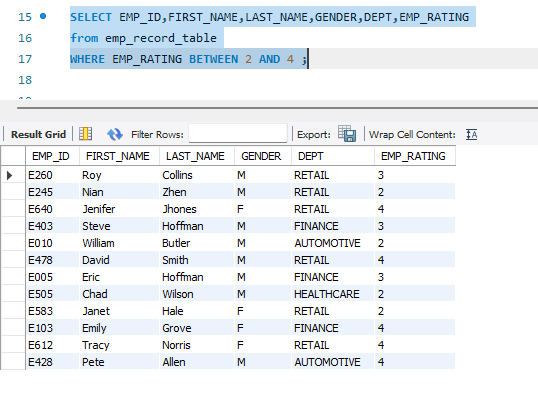 15 SELECT EMP_ID,FIRST_NAME,LAST_NAME,GENDER,DEPT,EMP_RATING
16 from emp_record_table
17 WHERE EMP_RATING BETWEEN 2 AND 4 ;
18
Result Grid Filter Rows: Export: Wrap Cell Content: IA
EMP_ID FIRST_NAME LAST_NAME GENDER DEPT EMP_RATING
E260 Roy Collins M RETAIL 3
E245 Nian Zhen M RETAIL 2
E640 Jenifer Jhones F RETAIL 4
E403 Steve Hoffman M FINANCE 3
E010 William Butler M AUTOMOTIVE 2
E478 David Smith M RETAIL 4
E005 Eric Hoffman M FINANCE 3
E505 Chad Wilson M HEALTHCARE 2
E583 Janet Hale F RETAIL 2
E103 Emily Grove F FINANCE 4
E612 Tracy Norris F RETAIL 4
E428 Pete Allen M AUTOMOTIVE 4